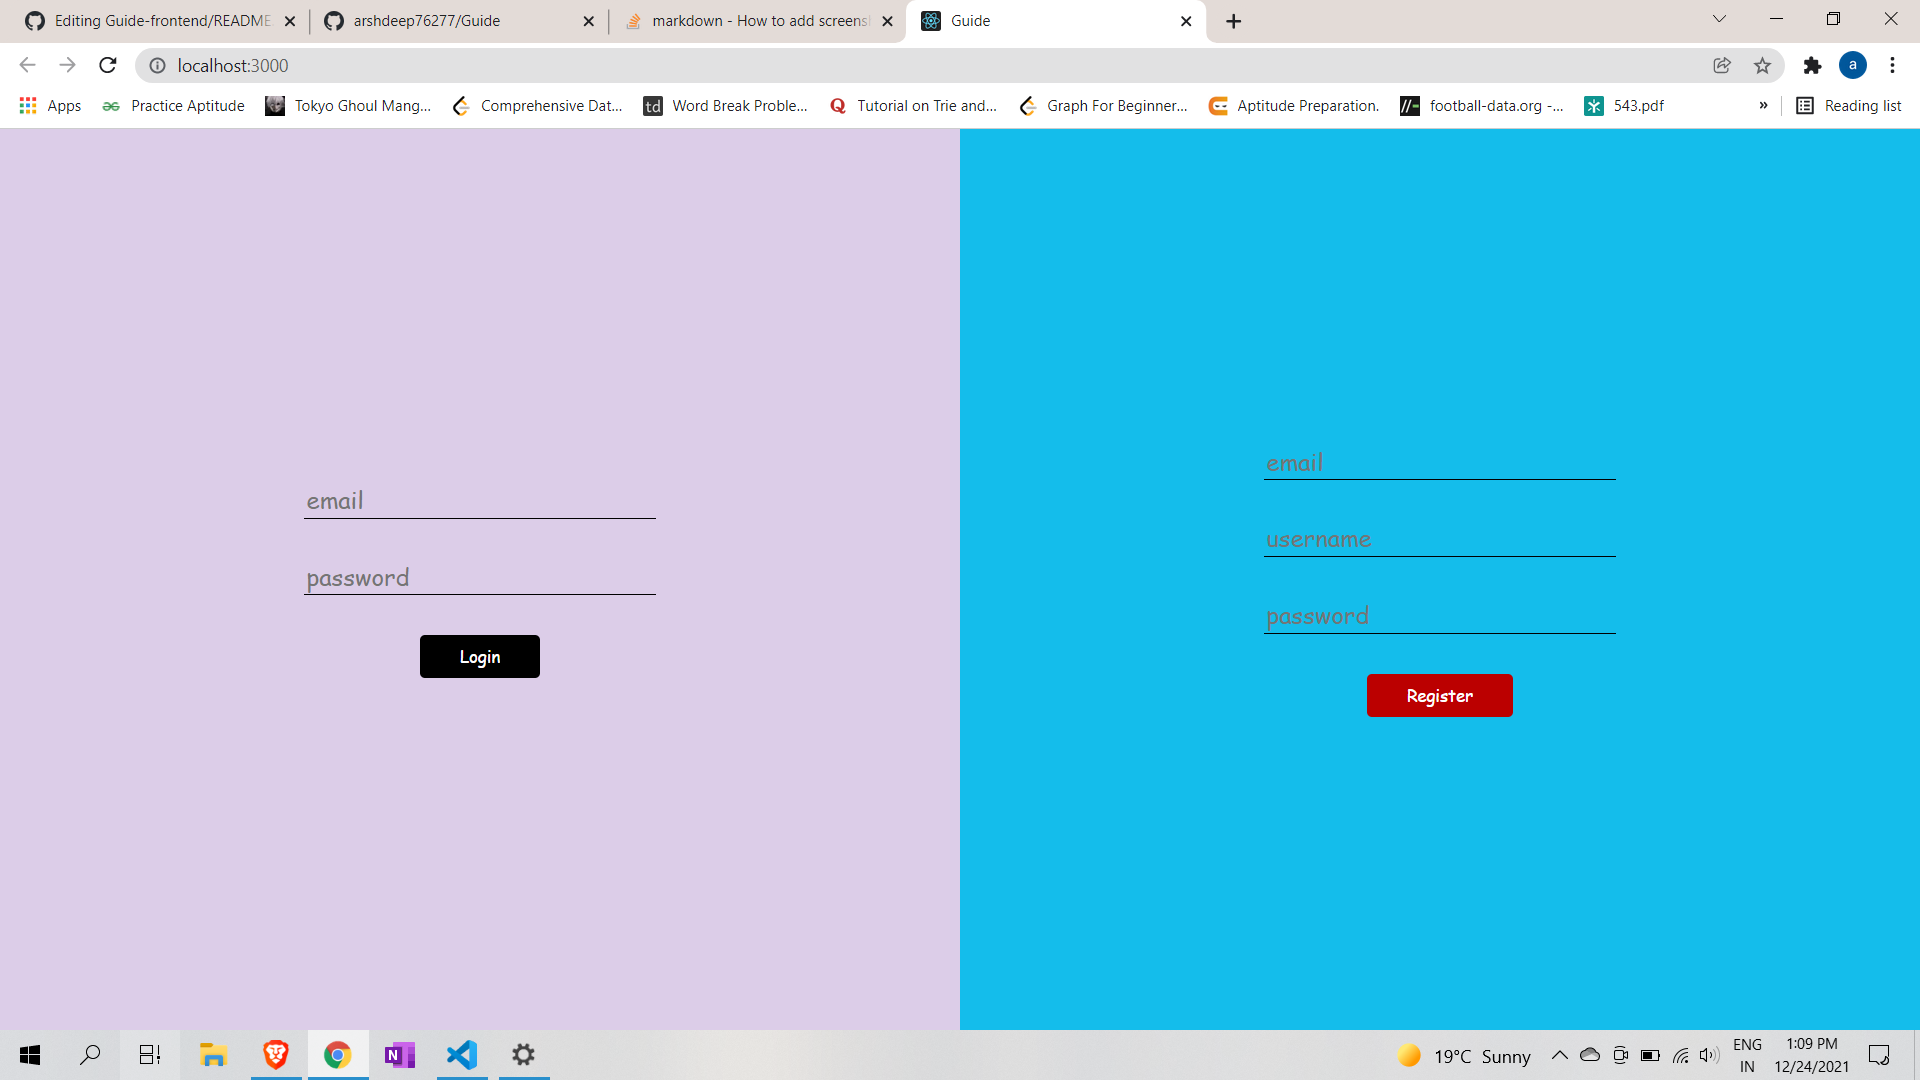 Editing Guide-frontend/README
arshdeep76277/Guide
markdown - How to add screens
Guide
localhost:3000
a
Apps
Practice Aptitude
Tokyo Ghoul Mang...
Comprehensive Dat...
td
Word Break Proble...
Tutorial on Trie and...
Graph For Beginner...
Aptitude Preparation.
football-data.org -...
543.pdf
»
Reading list
email
password
Login
email
username
password
Register
19°C Sunny
ENG
IN
1:09 PM
12/24/2021